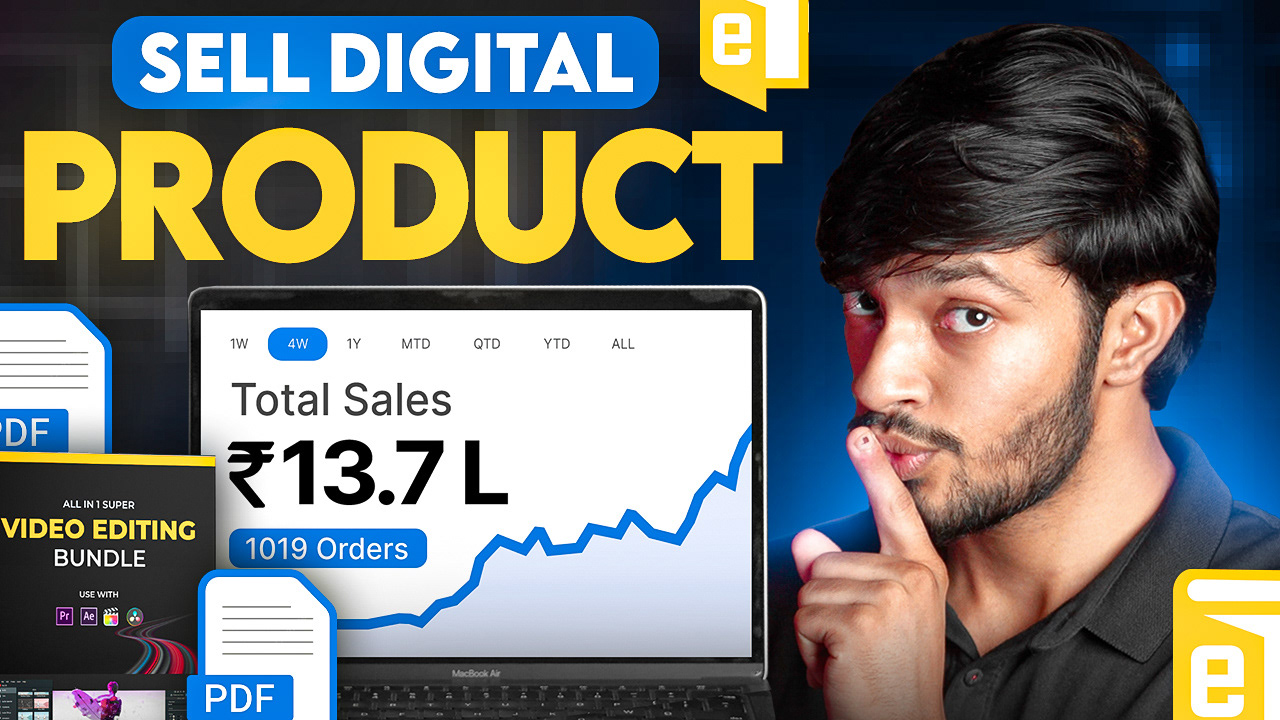 SELL DIGITAL
e
PRODUCT
1W 4W 1Y MTD QTD YTD ALL
Total Sales
₹13.7 L
1019 Orders
PDF
ALL IN 1 SUPER
VIDEO EDITING
BUNDLE
USE WITH
Pr Ae
PDF
MacBook Air
e